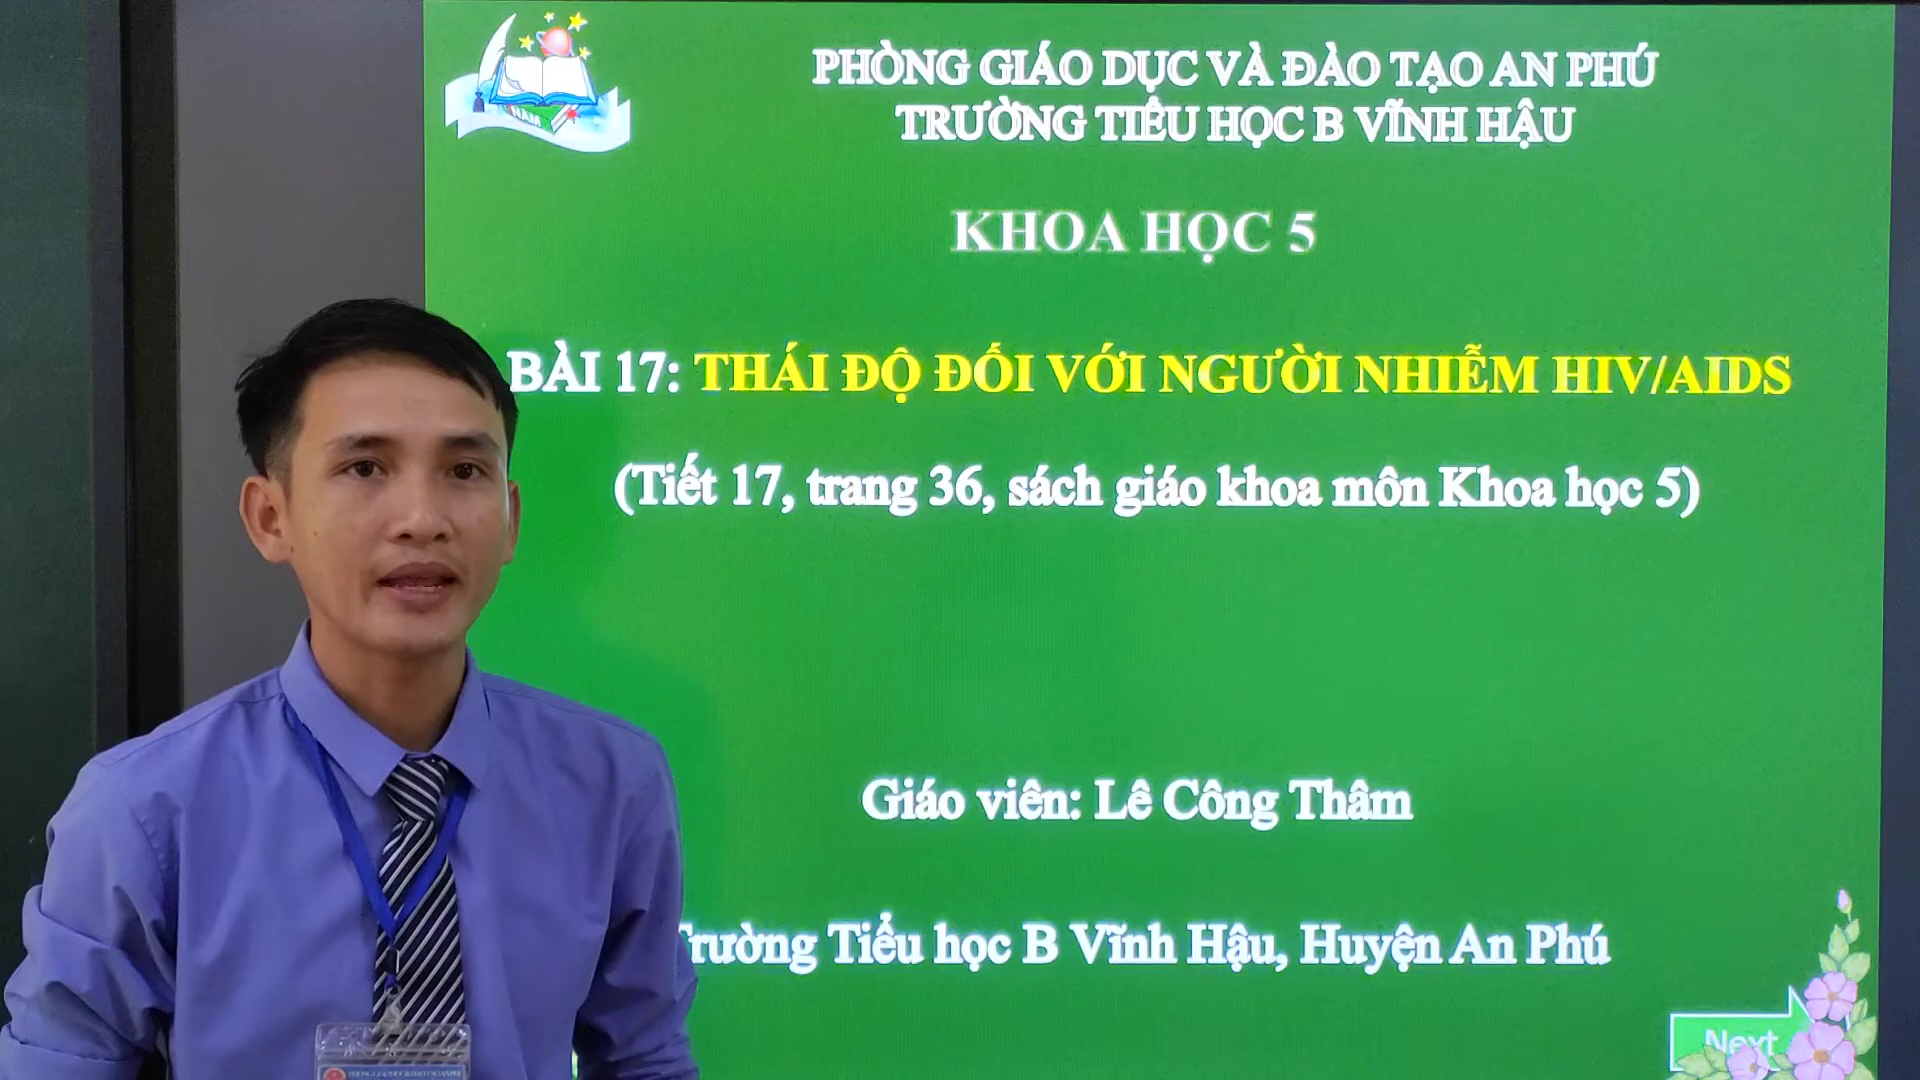 PHÒNG GIÁO DỤC VÀ ĐÀO TẠO AN PHÚ
TRƯỜNG TIỂU HỌC B VĨNH HẬU
NAM
KHOA HỌC 5
BÀI 17: THÁI ĐỘ ĐỐI VỚI NGƯỜI NHIỄM HIV/AIDS
(Tiết 17, trang 36, sách giáo khoa môn Khoa học 5)
Giáo viên: Lê Công Thâm
Trường Tiểu học B Vĩnh Hậu, Huyện An Phú
Next